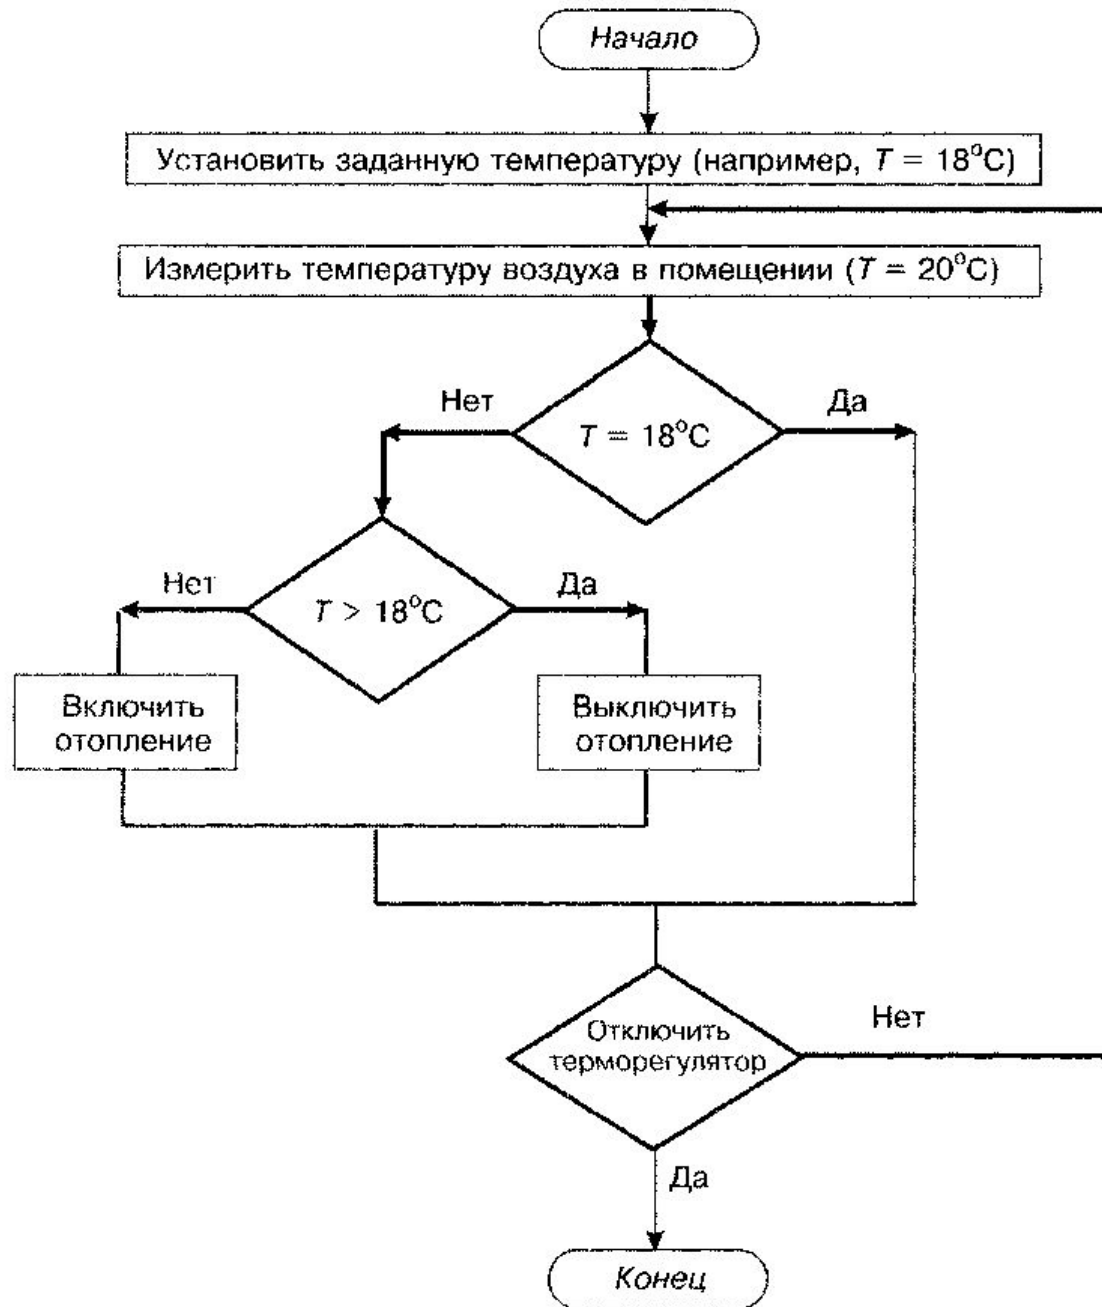 Начало
Установить заданную температуру (например, T = 18°C)
Измерить температуру воздуха в помещении (T = 20°C)
Нет
Да
T = 18°C
Нет
Да
T > 18°C
Включить
отопление
Выключить
отопление
Отключить
терморегулятор
Нет
Да
Конец